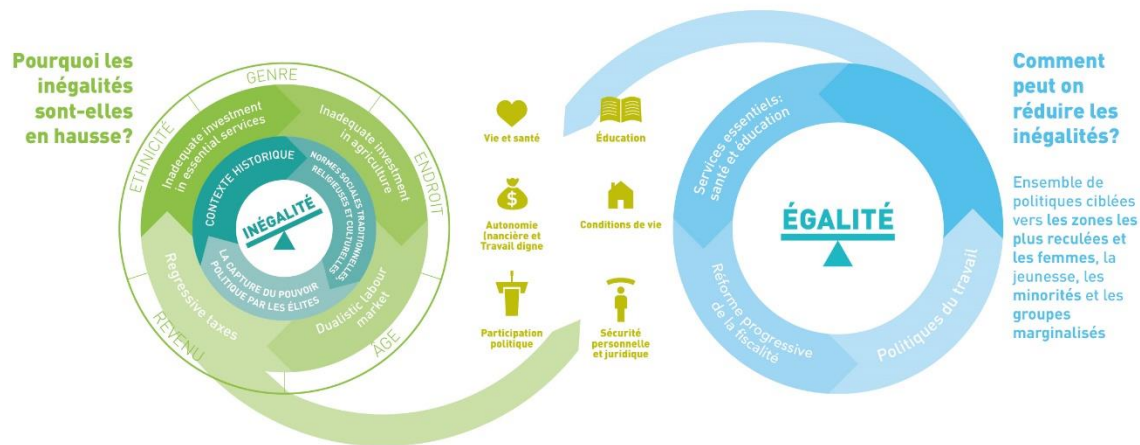 Pourquoi les
inégalités
sont-elles
en hausse?
GENRE
ENDROIT
ÂGE
REVENU
ETHNICITÉ
Inadequate investment
in essential services
Inadequate investment
in agriculture
Dualistic labour
market
Regressive taxes
CONTEXTE HISTORIQUE
NORMES SOCIALES TRADITIONNELLES,
RELIGIEUSES ET CULTURELLES
LA CAPTURE DU POUVOIR
POLITIQUE PAR LES ÉLITES
INÉGALITÉ
Vie et santé
Éducation
$
Autonomie
(nancière et
Travail digne
Conditions de vie
Participation
politique
Sécurité
personnelle
et juridique
Services essentiels:
santé et éducation
Réforme progressive
de la fiscalité
Politiques du travail
ÉGALITÉ
Comment
peut on
réduire les
inégalités?
Ensemble de
politiques ciblées
vers les zones les
plus reculées et
les femmes, la
jeunesse, les
minorités et les
groupes
marginalisés